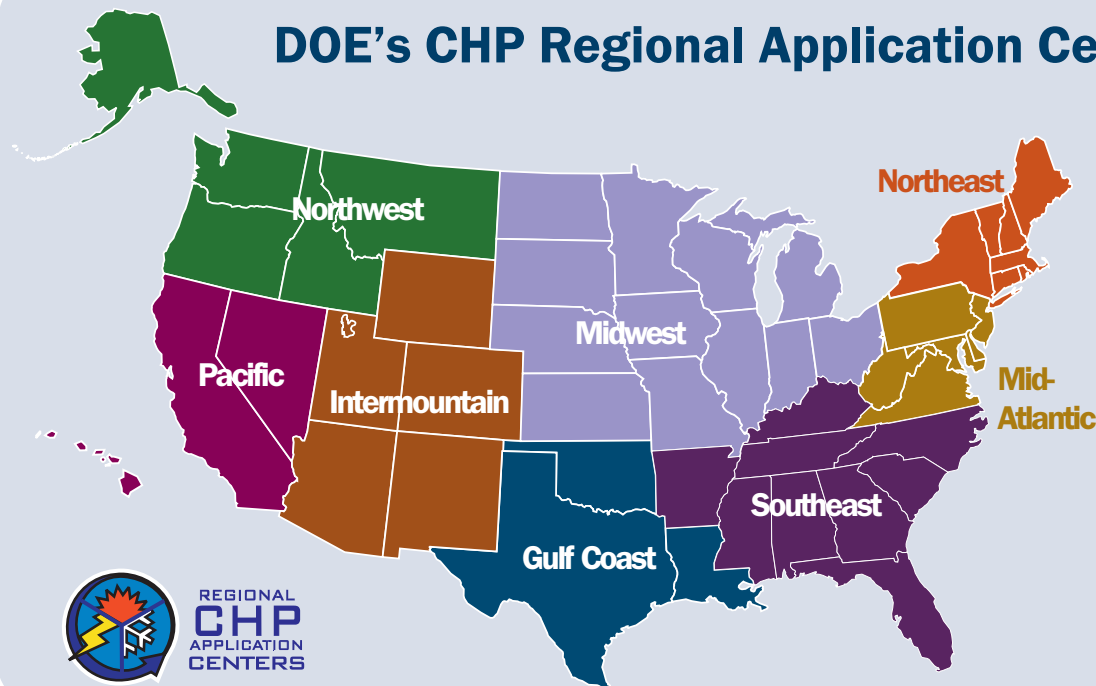 DOE's CHP Regional Application Ce
Northeast
Northwest
Midwest
Pacific
Intermountain
Mid-
Atlantic
Southeast
Gulf Coast
REGIONAL
CHP
APPLICATION
CENTERS